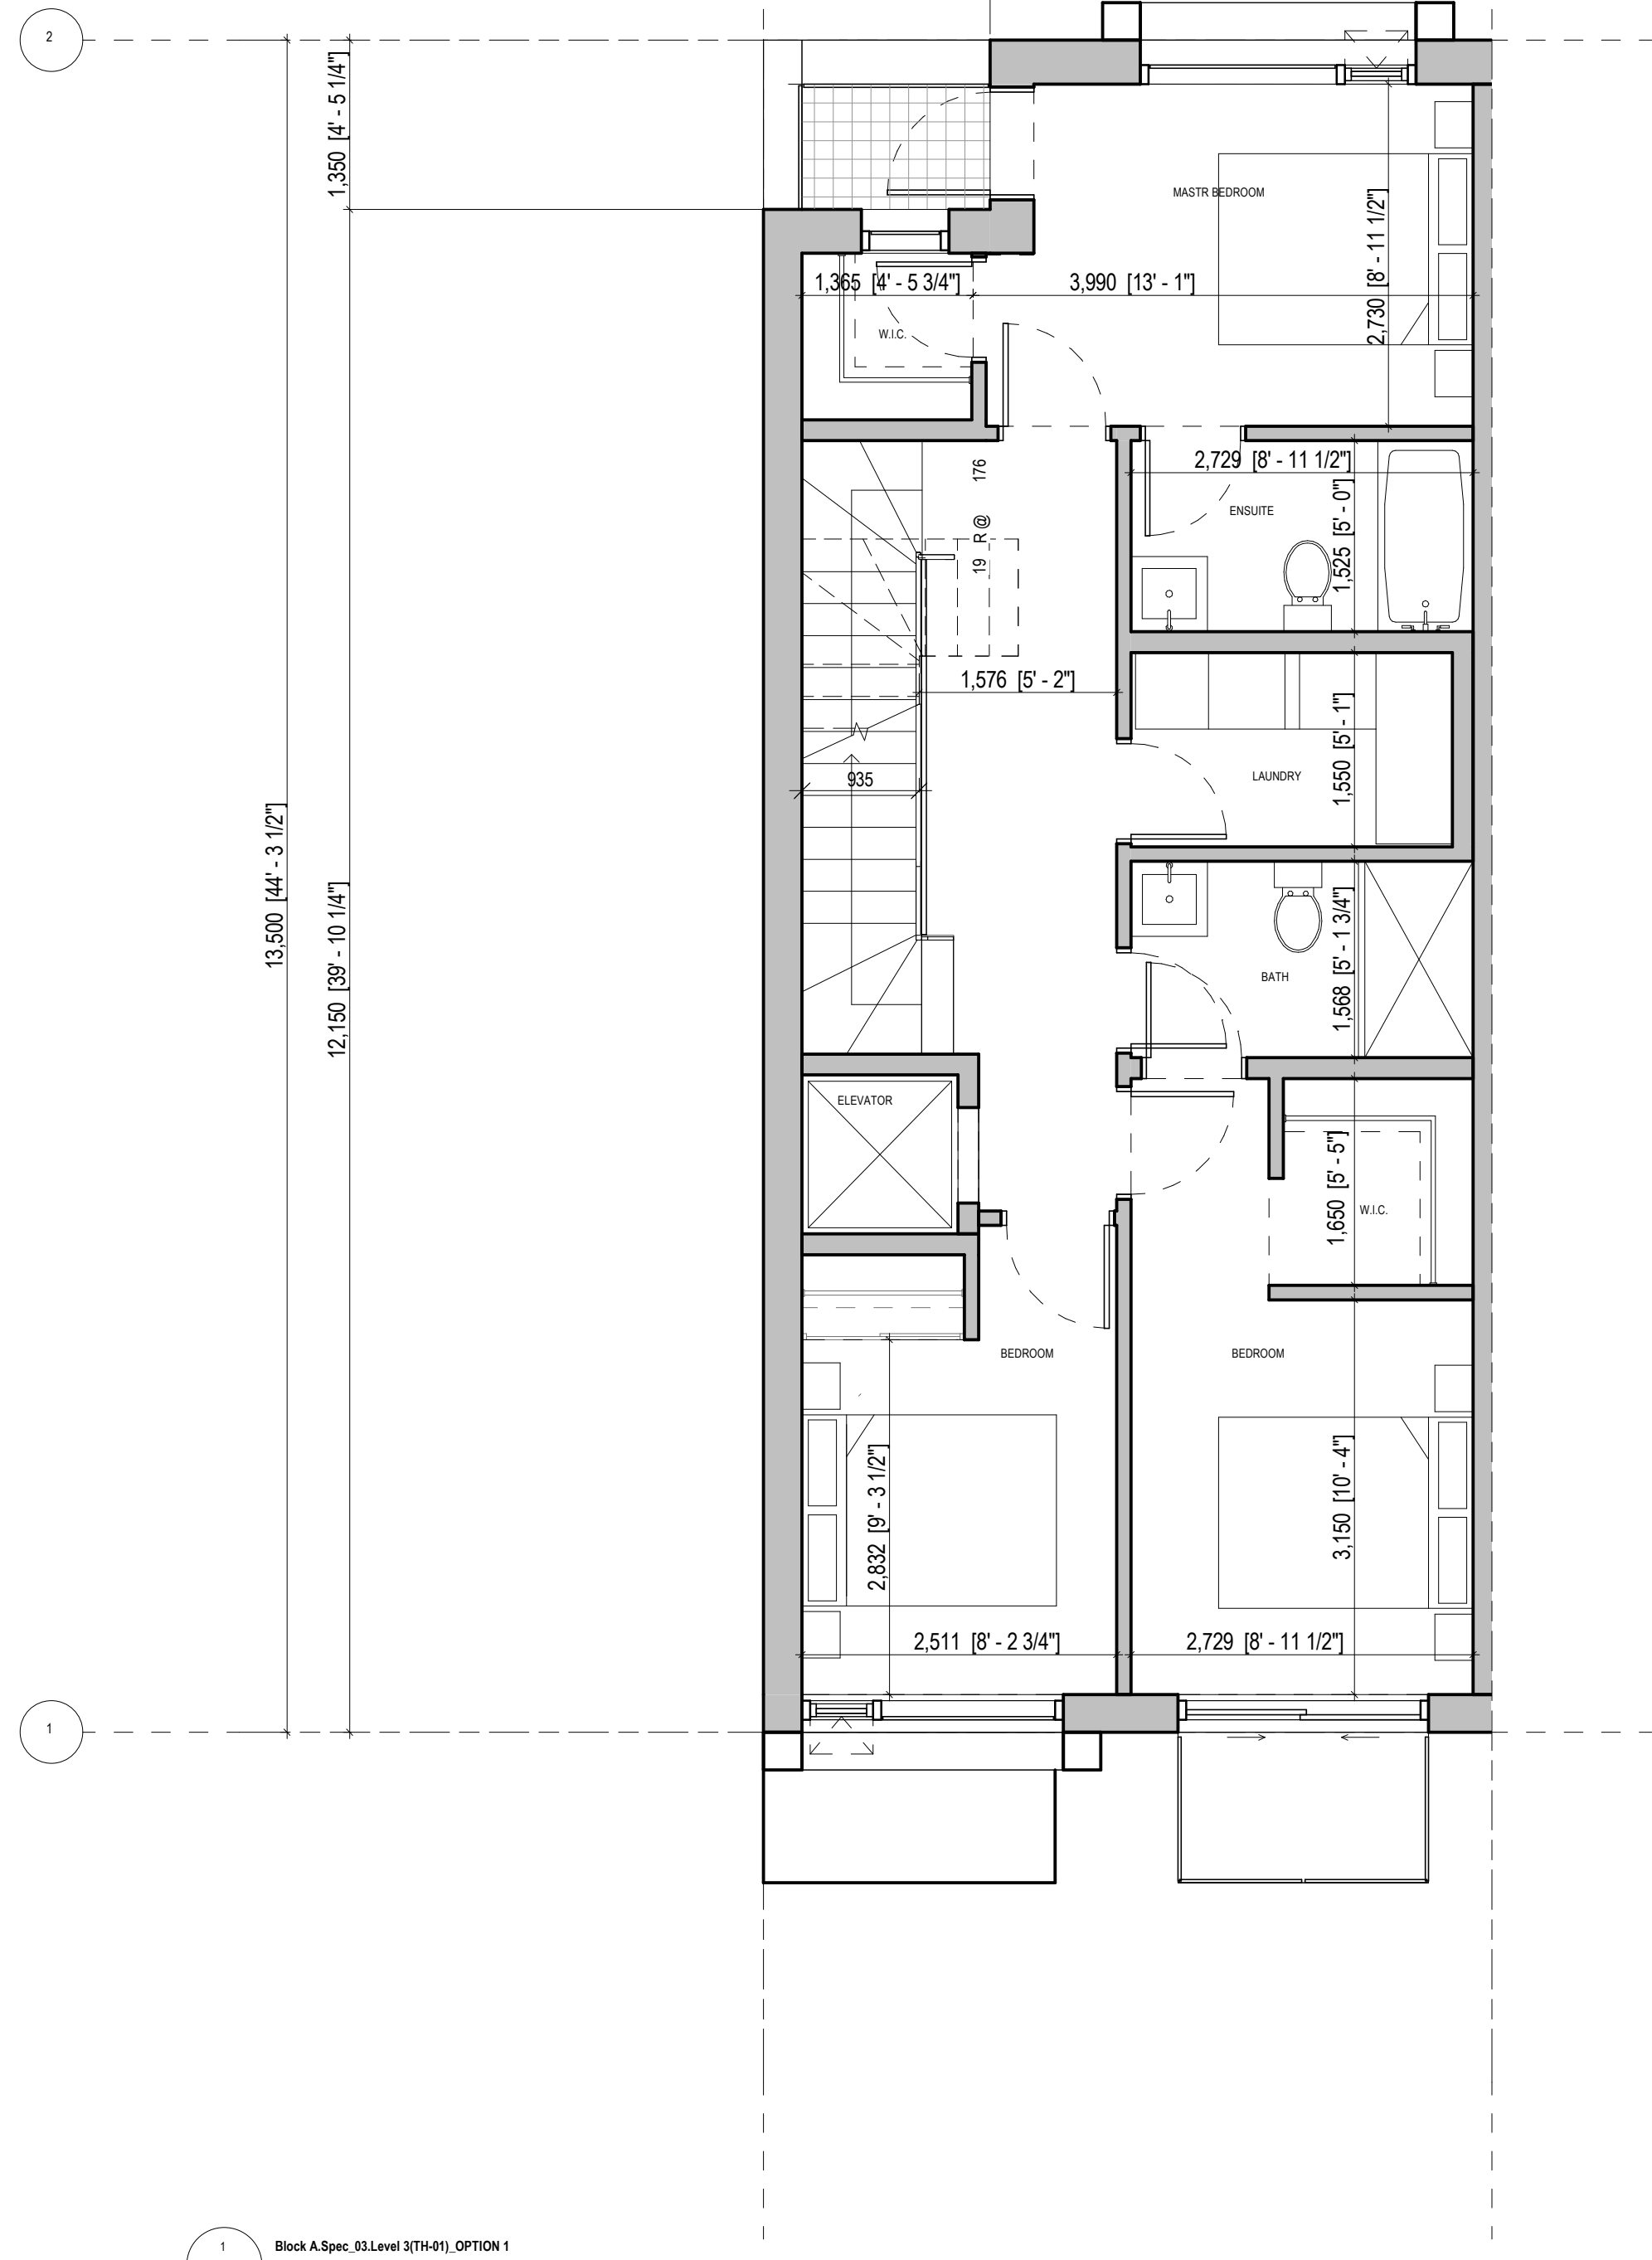 2
1,350 [4' - 5 1/4"]
MASTR BEDROOM
2,730 [8' - 11 1/2"]
1,365 [4' - 5 3/4"]
3,990 [13' - 1"]
W.I.C.
19 R @ 176
2,729 [8' - 11 1/2"]
ENSUITE
1,525 [5' - 0"]
1,576 [5' - 2"]
1,550 [5' - 1"]
LAUNDRY
935
13,500 [44' - 3 1/2"]
12,150 [39' - 10 1/4"]
1,568 [5' - 1 3/4"]
BATH
ELEVATOR
1,650 [5' - 5"]
W.I.C.
BEDROOM
BEDROOM
2,832 [9' - 3 1/2"]
3,150 [10' - 4"]
2,511 [8' - 2 3/4"]
2,729 [8' - 11 1/2"]
1
1
Block A.Spec_03.Level 3(TH-01)_OPTION 1